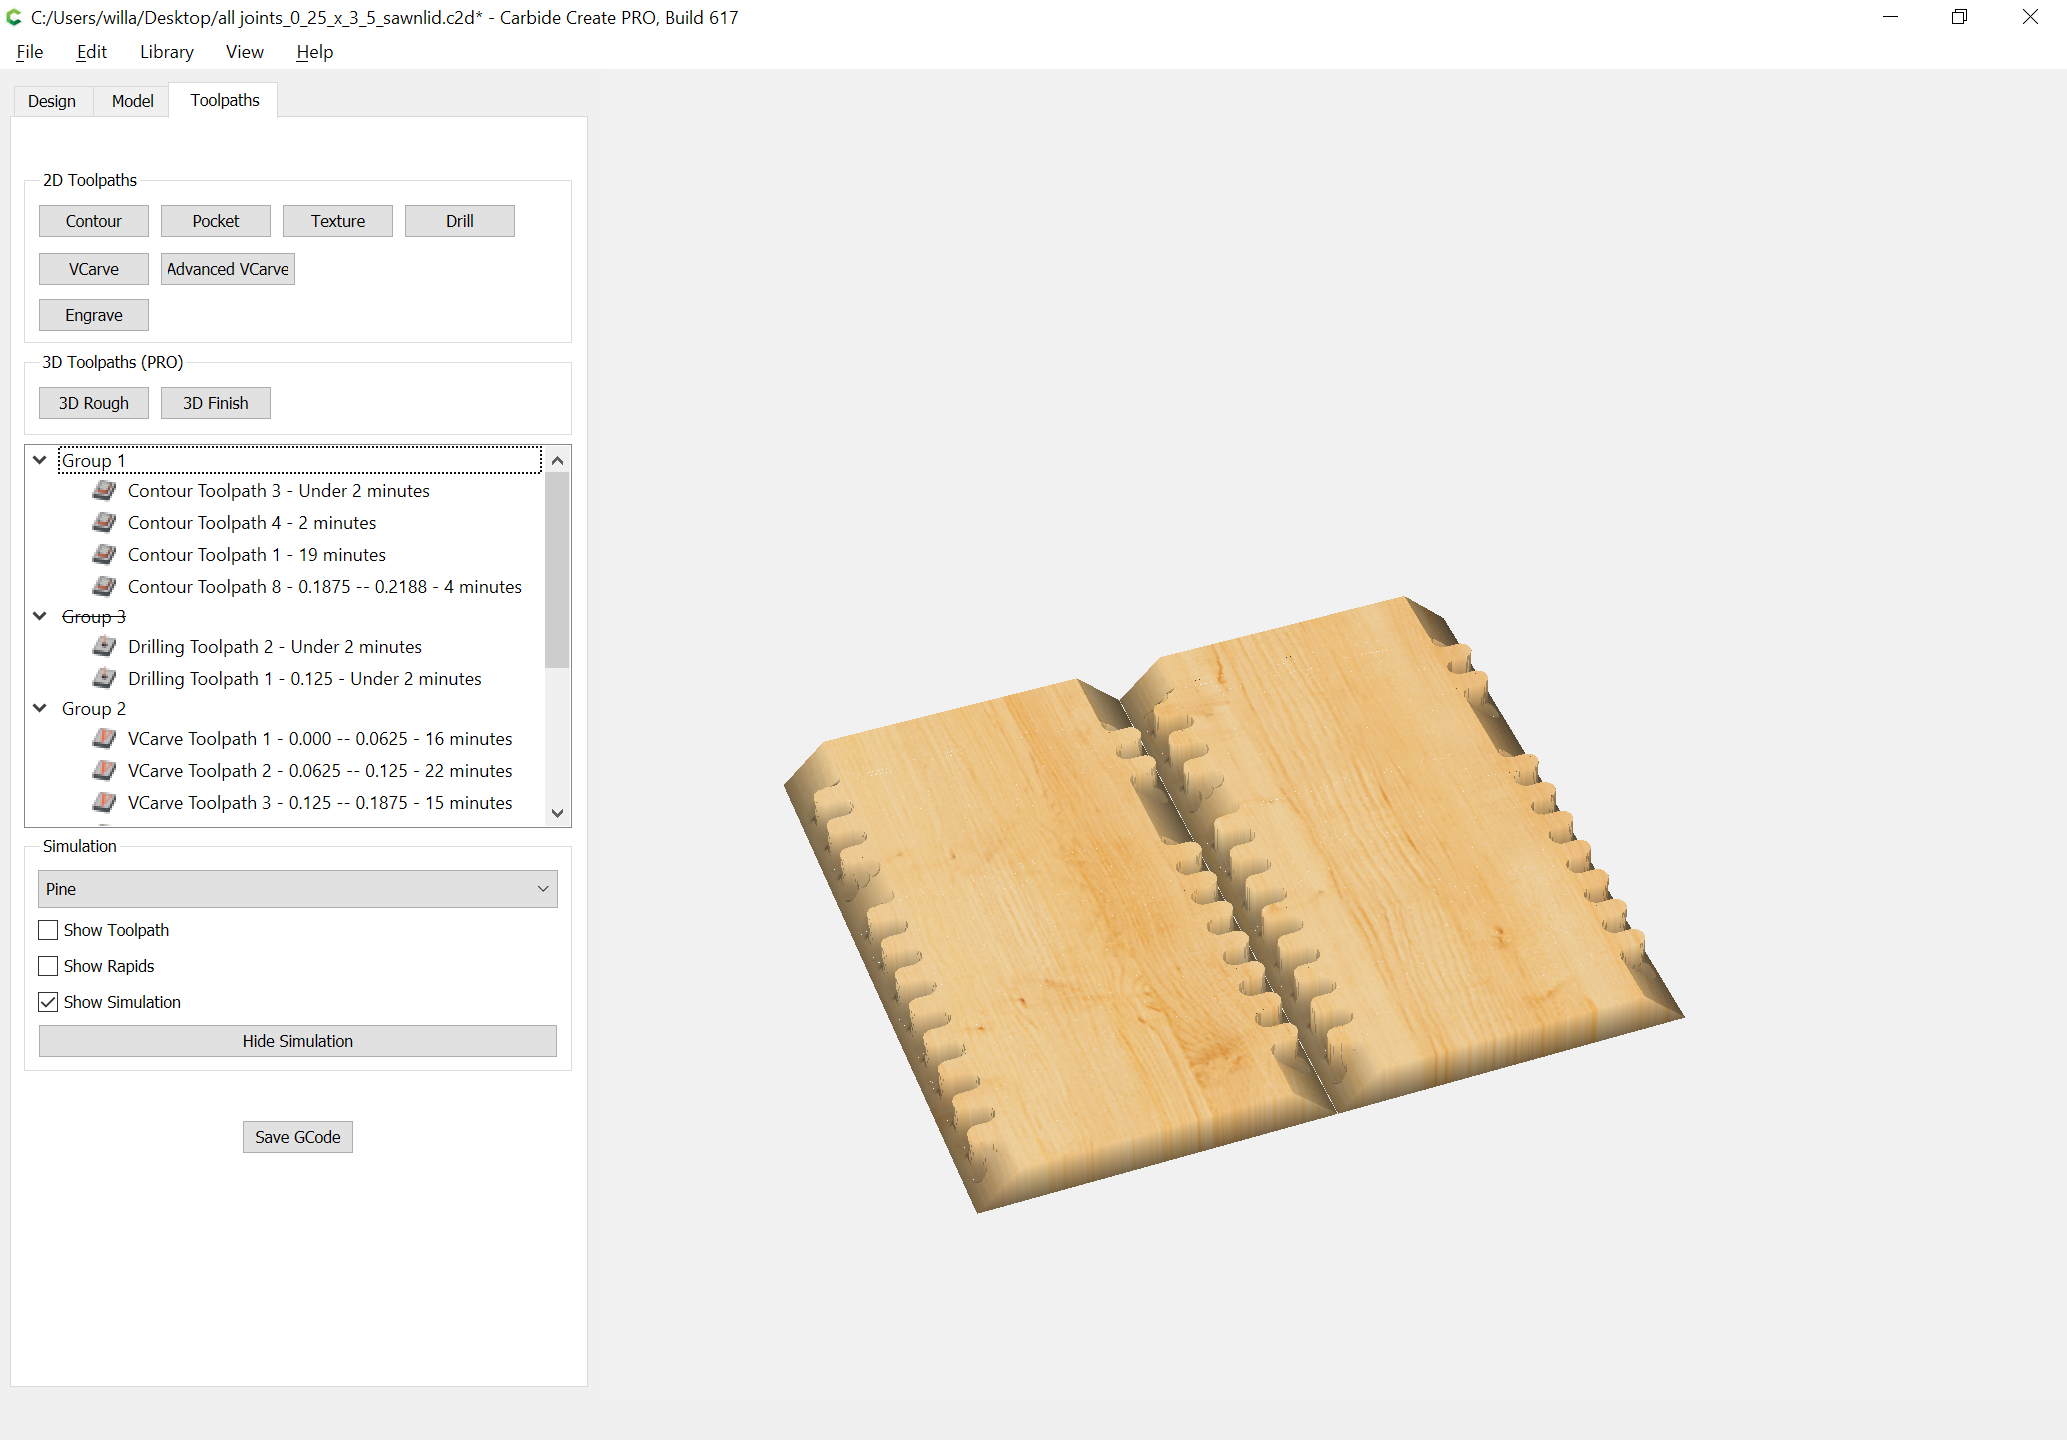 C:/Users/willa/Desktop/all joints_0_25_x_3_5_sawnlid.c2d* - Carbide Create PRO, Build 617
File Edit Library View Help
Design Model Toolpaths
2D Toolpaths
Contour Pocket Texture Drill
VCarve Advanced VCarve
Engrave
3D Toolpaths (PRO)
3D Rough 3D Finish
Group 1
Contour Toolpath 3 - Under 2 minutes
Contour Toolpath 4 - 2 minutes
Contour Toolpath 1 - 19 minutes
Contour Toolpath 8 - 0.1875 -- 0.2188 - 4 minutes
Group 3
Drilling Toolpath 2 - Under 2 minutes
Drilling Toolpath 1 - 0.125 - Under 2 minutes
Group 2
VCarve Toolpath 1 - 0.000 -- 0.0625 - 16 minutes
VCarve Toolpath 2 - 0.0625 -- 0.125 - 22 minutes
VCarve Toolpath 3 - 0.125 -- 0.1875 - 15 minutes
Simulation
Pine
Show Toolpath
Show Rapids
Show Simulation
Hide Simulation
Save GCode